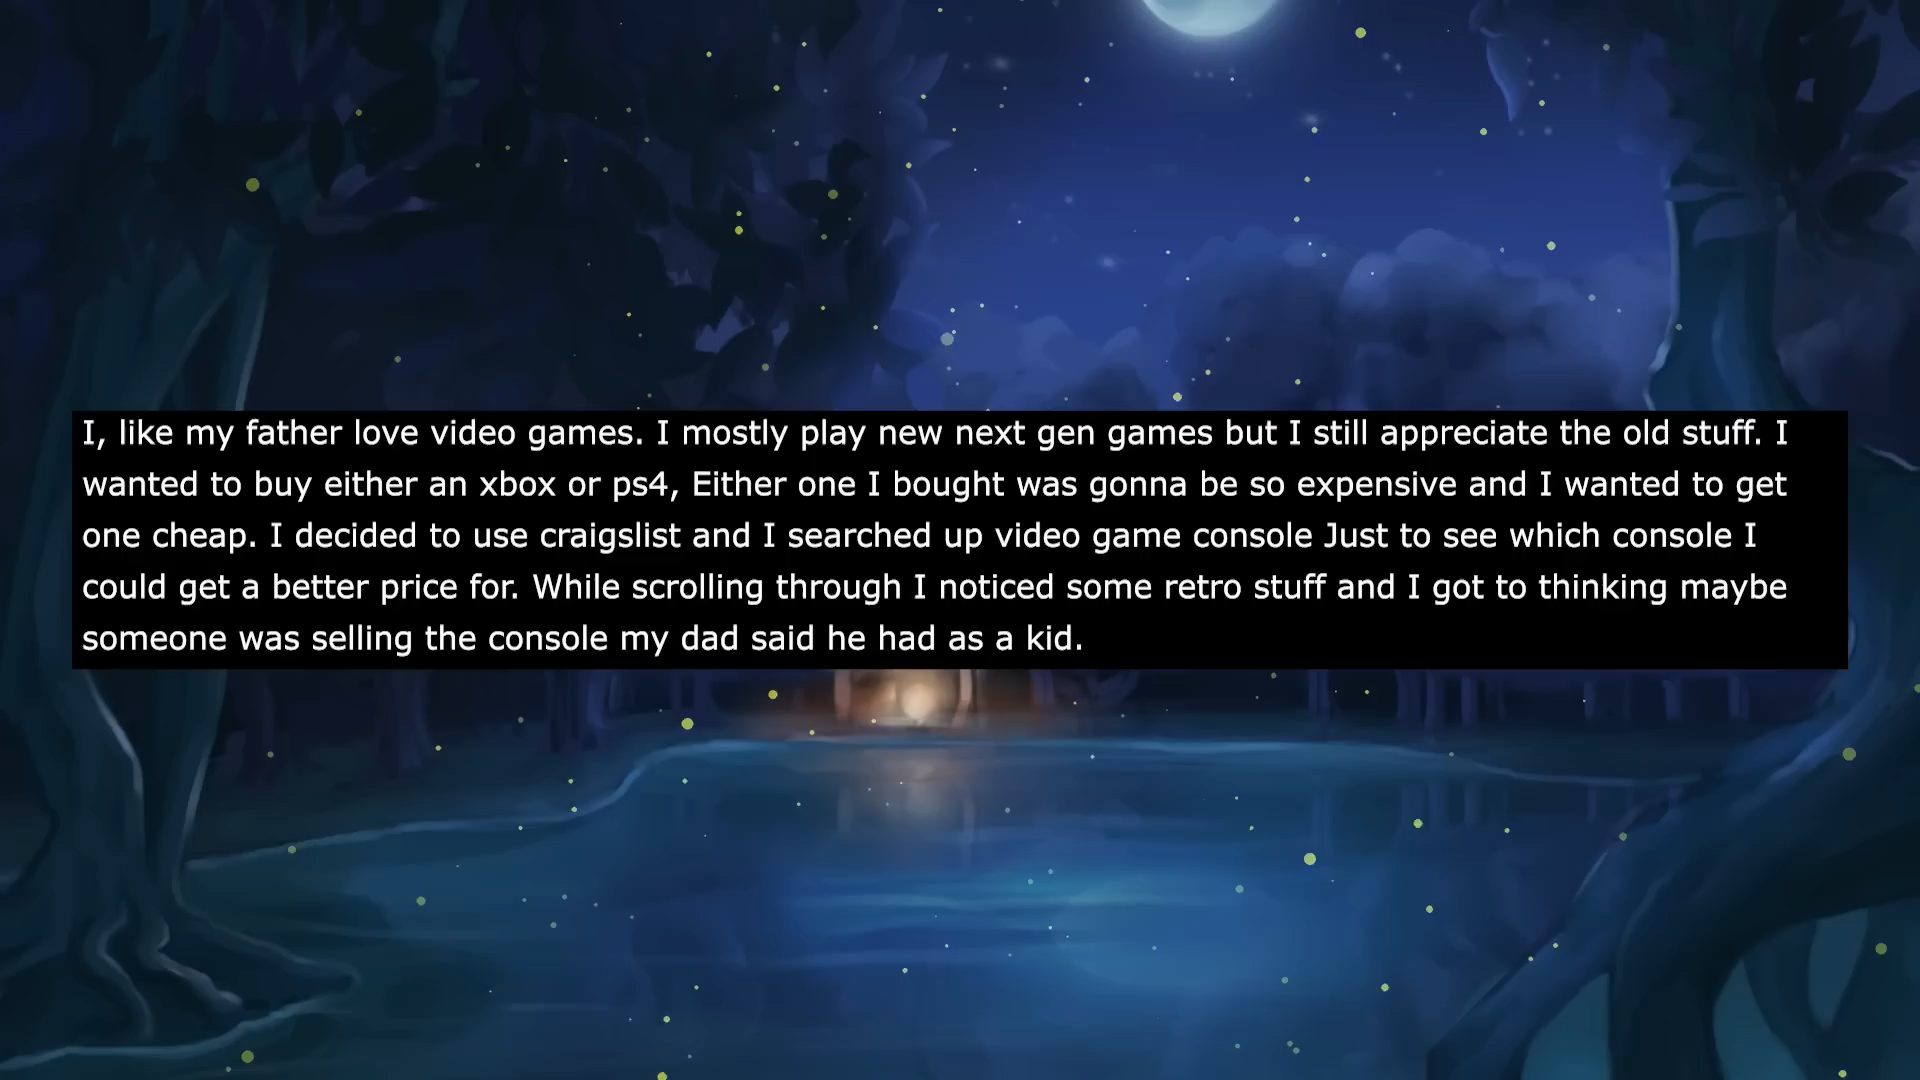 I, like my father love video games. I mostly play new next gen games but I still appreciate the old stuff. I
wanted to buy either an xbox or ps4, Either one I bought was gonna be so expensive and I wanted to get
one cheap. I decided to use craigslist and I searched up video game console Just to see which console I
could get a better price for. While scrolling through I noticed some retro stuff and I got to thinking maybe
someone was selling the console my dad said he had as a kid.